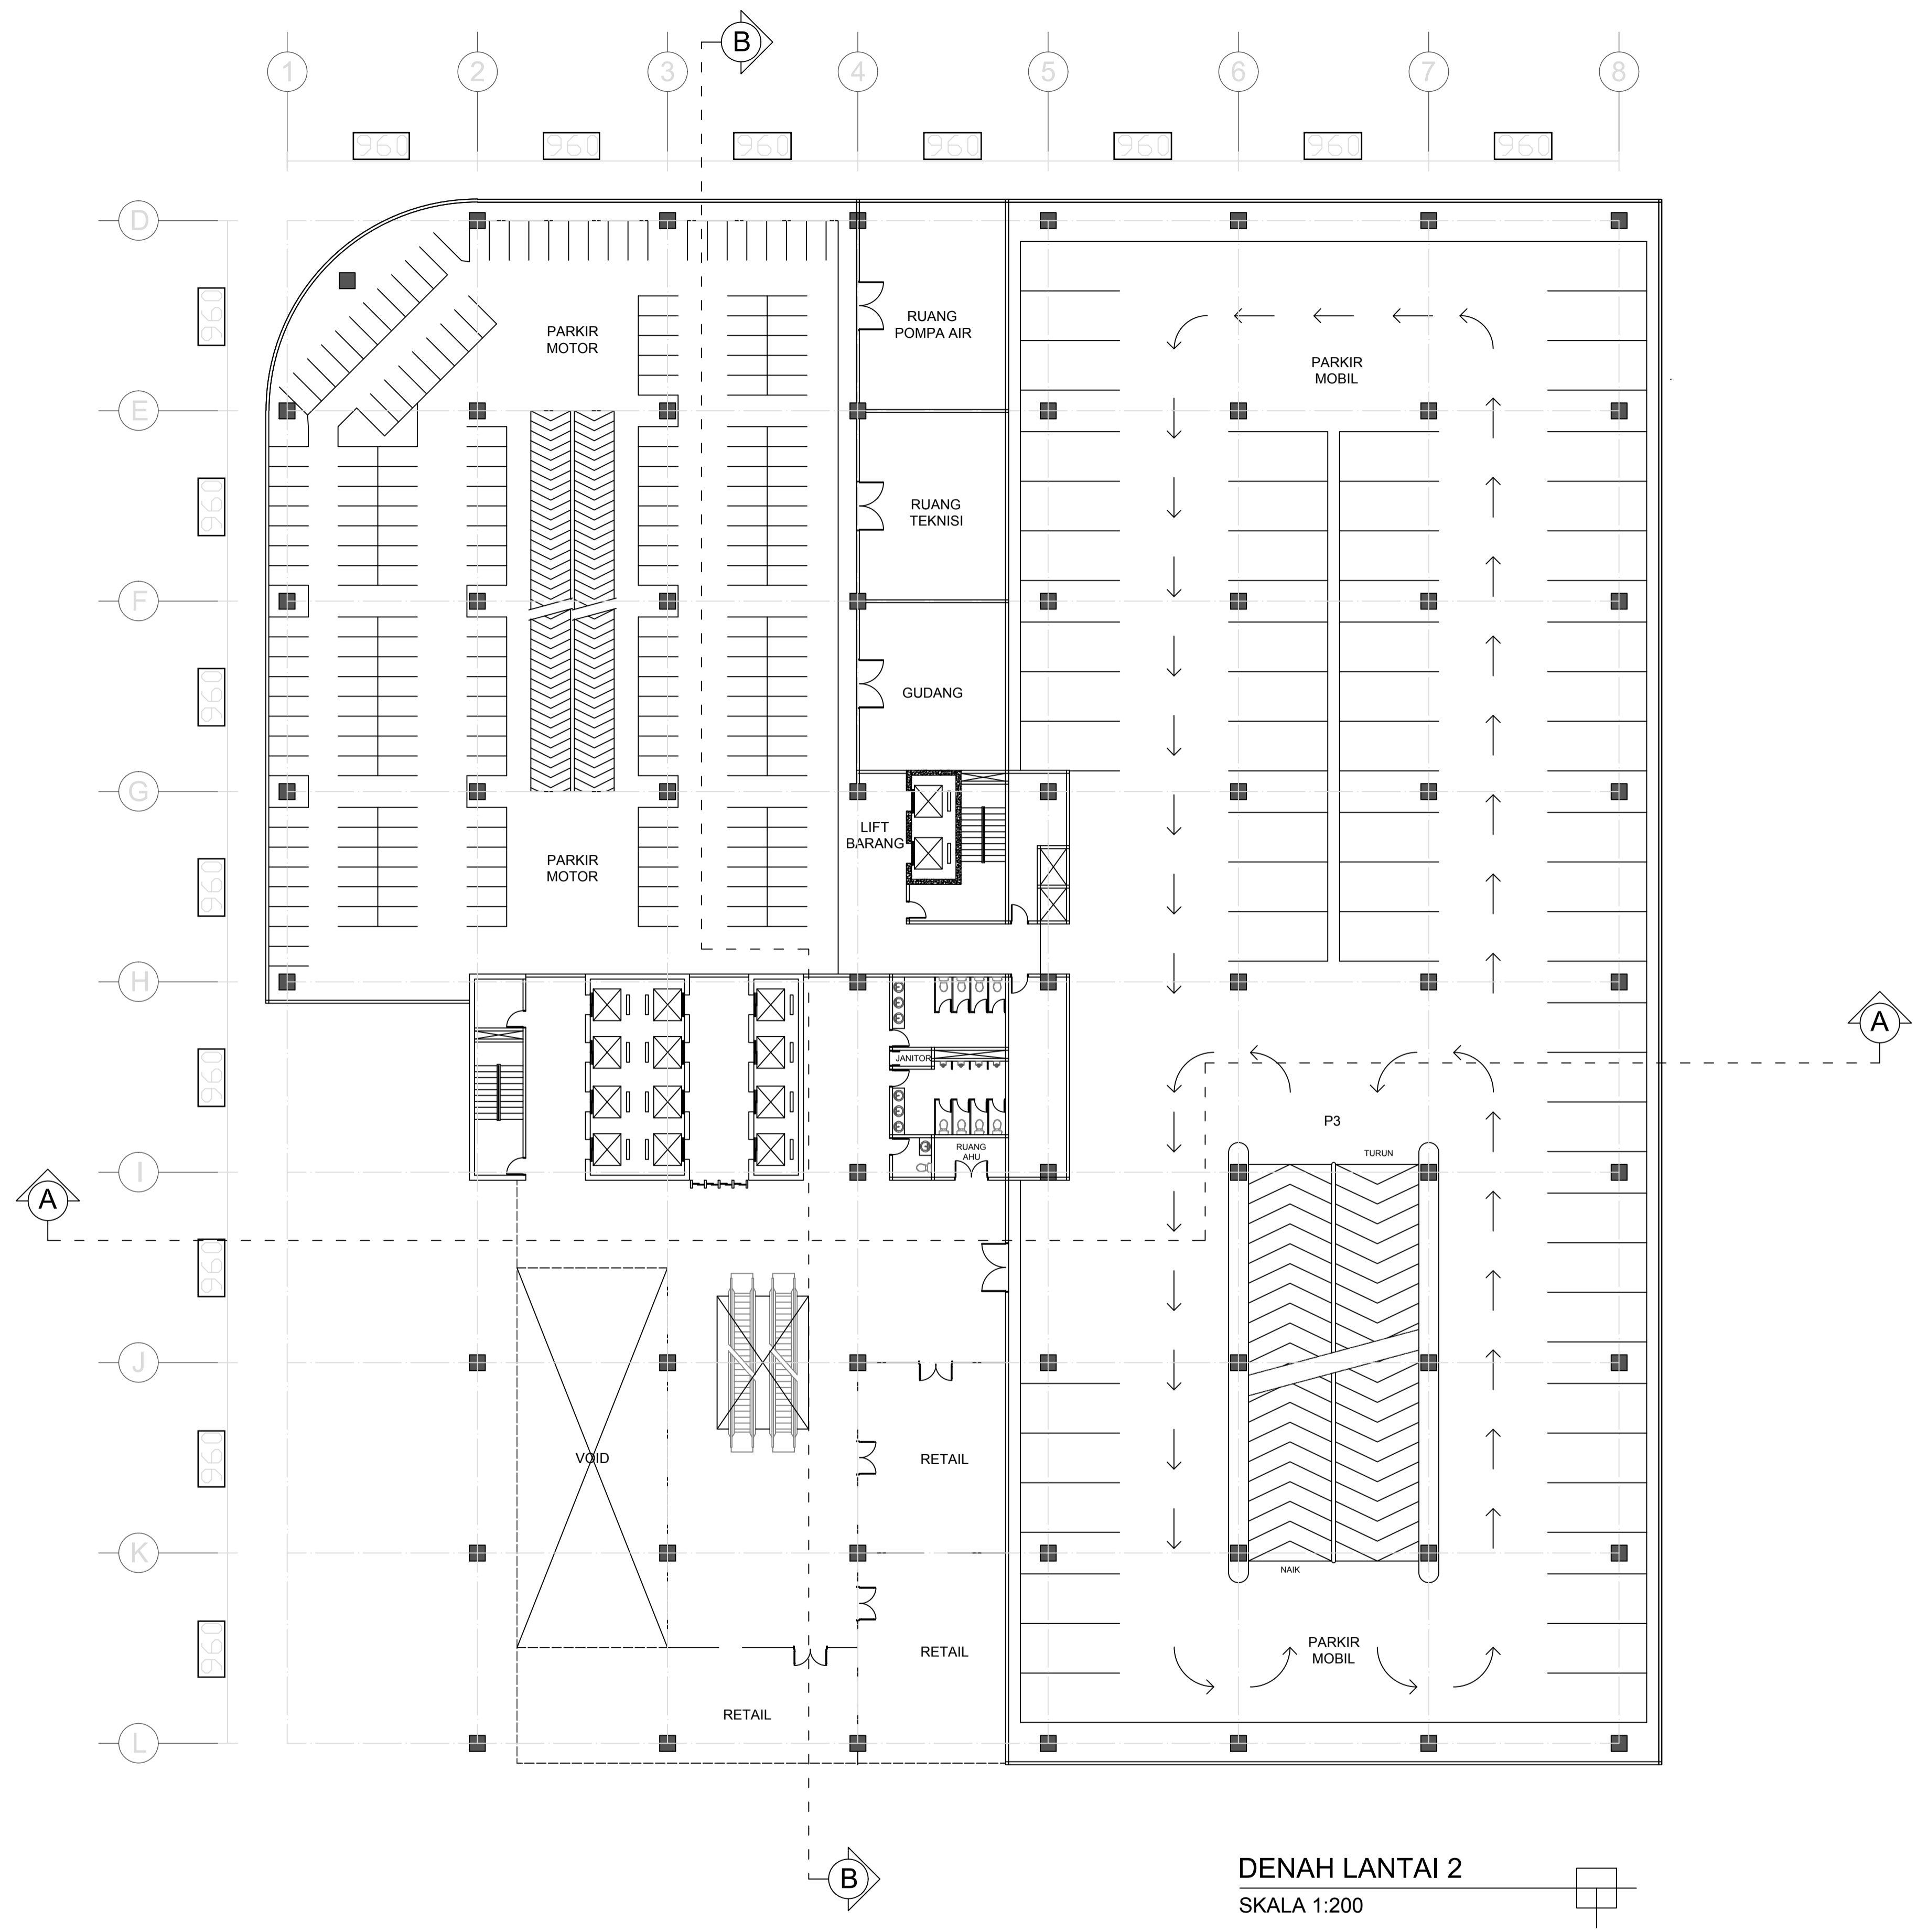 B
1 2 3 4 5 6 7 8
960 960 960 960 960 960 960
D
960
PARKIR
MOTOR
RUANG
POMPA AIR
PARKIR
MOBIL
E
960
RUANG
TEKNISI
F
960
GUDANG
G
LIFT
BARANG
960
PARKIR
MOTOR
H
A
960
JANITOR
P3
RUANG
AHU
TURUN
I
A
960
J
960
VOID
RETAIL
K
NAIK
960
RETAIL
PARKIR
MOBIL
RETAIL
L
B
DENAH LANTAI 2
SKALA 1:200